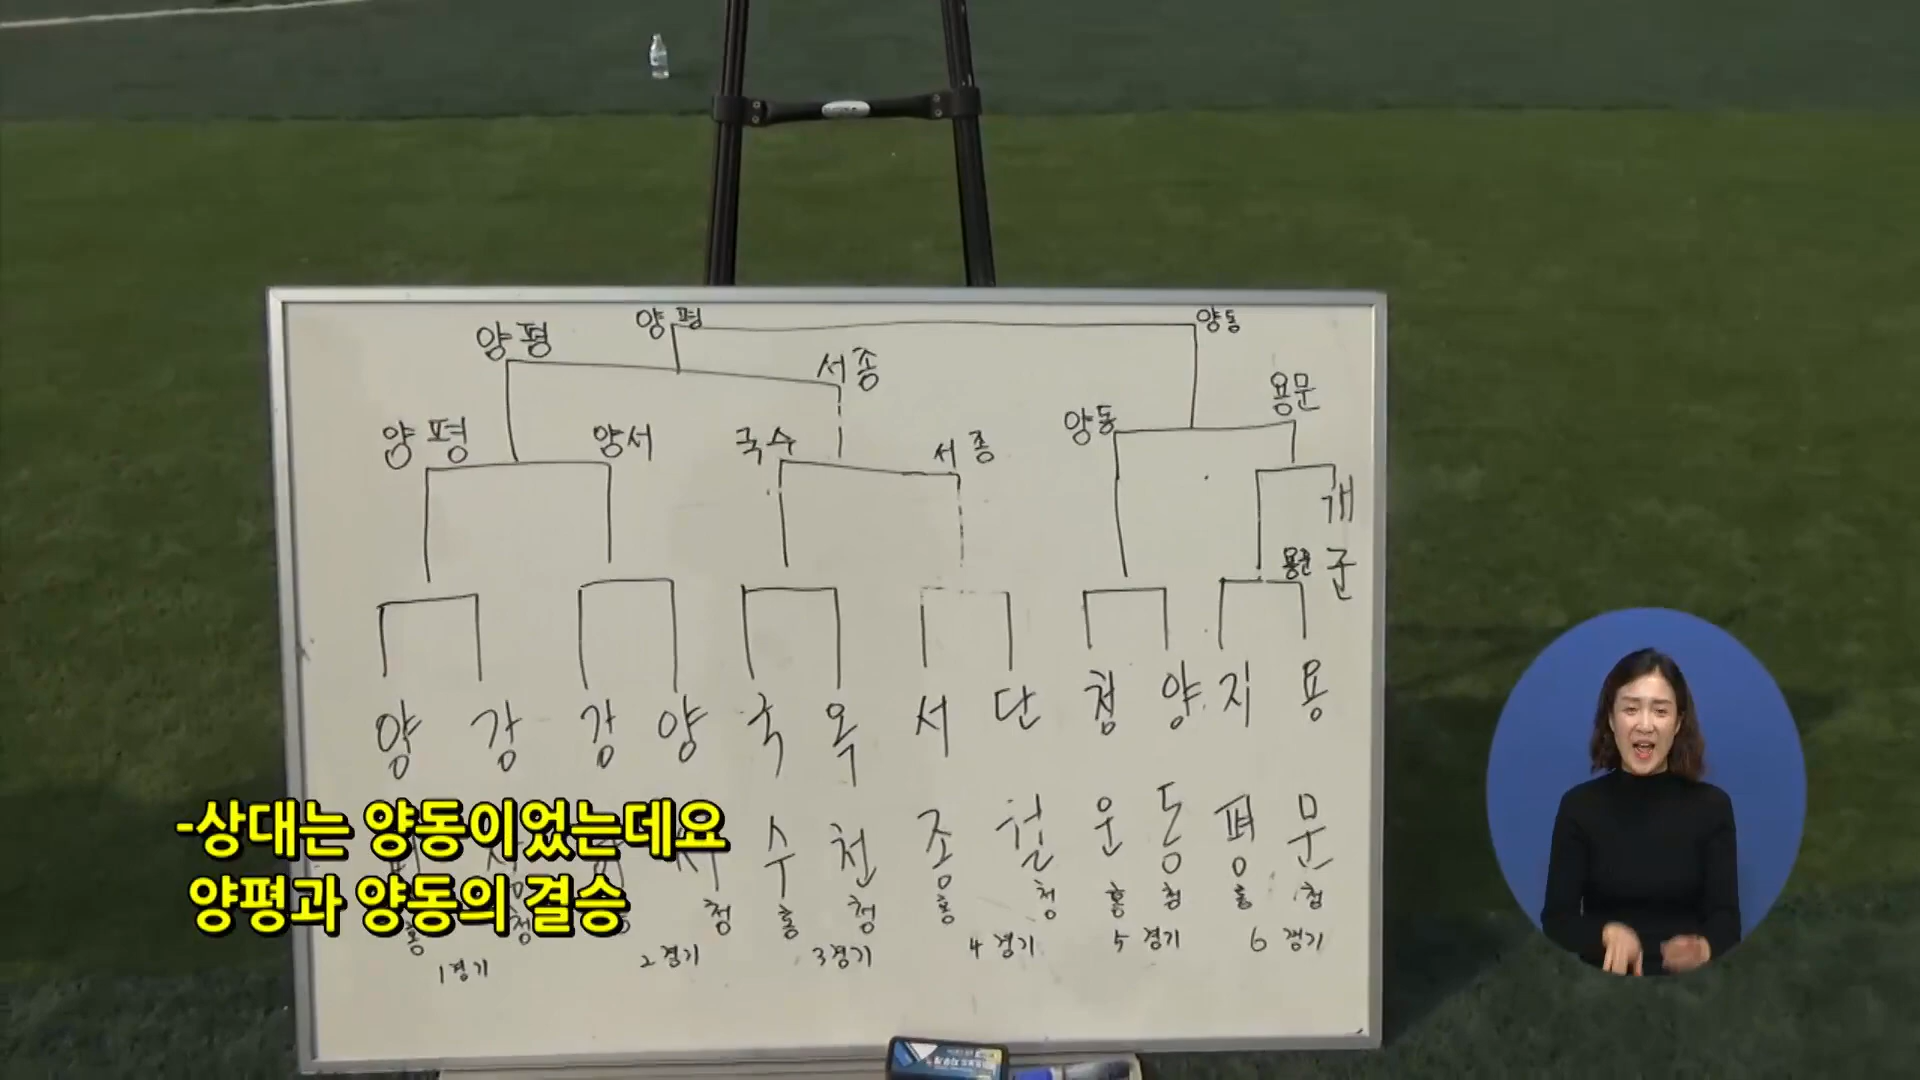 양평 양동
양평 서종 용문
양평 양서 국수 서종 양동
개군
용문
양 강 강 양 국 옥 서 단 청 양 지 용
서 수 천 종 월 운 동 평 문
홍 청 청 홍 청 홍 청 홍 청 홍 청
1경기 2경기 3경기 4경기 5경기 6경기
-상대는 양동이었는데요
양평과 양동의 결승